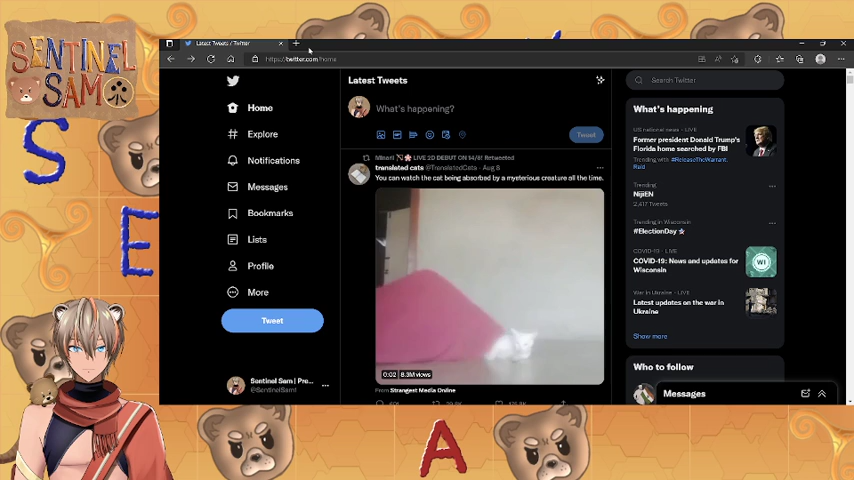 SENTINEL
SAM
S
E
A
Latest Tweets / Twitter
https://twitter.com/home
Home
Explore
Notifications
Messages
Bookmarks
Lists
Profile
More
Tweet
Sentinel Sam | Pre...
@SentinelSam1
Latest Tweets
What's happening?
Tweet
LIVE 2D DEBUT ON 14/8! Retweeted
translated cats @TranslatedCats · Aug 8
You can watch the cat being absorbed by a mysterious creature all the time.
0:02 8.3M views
From Strangest Media Online
Search Twitter
What's happening
US national news · LIVE
Former president Donald Trump's
Florida home searched by FBI
Trending with #ReleaseTheWarrant,
Raid
Trending
NijiEN
2,417 Tweets
Trending in Wisconsin
#ElectionDay
COVID-19 · LIVE
COVID-19: News and updates for
Wisconsin
WI
War in Ukraine · LIVE
Latest updates on the war in
Ukraine
Show more
Who to follow
Messages